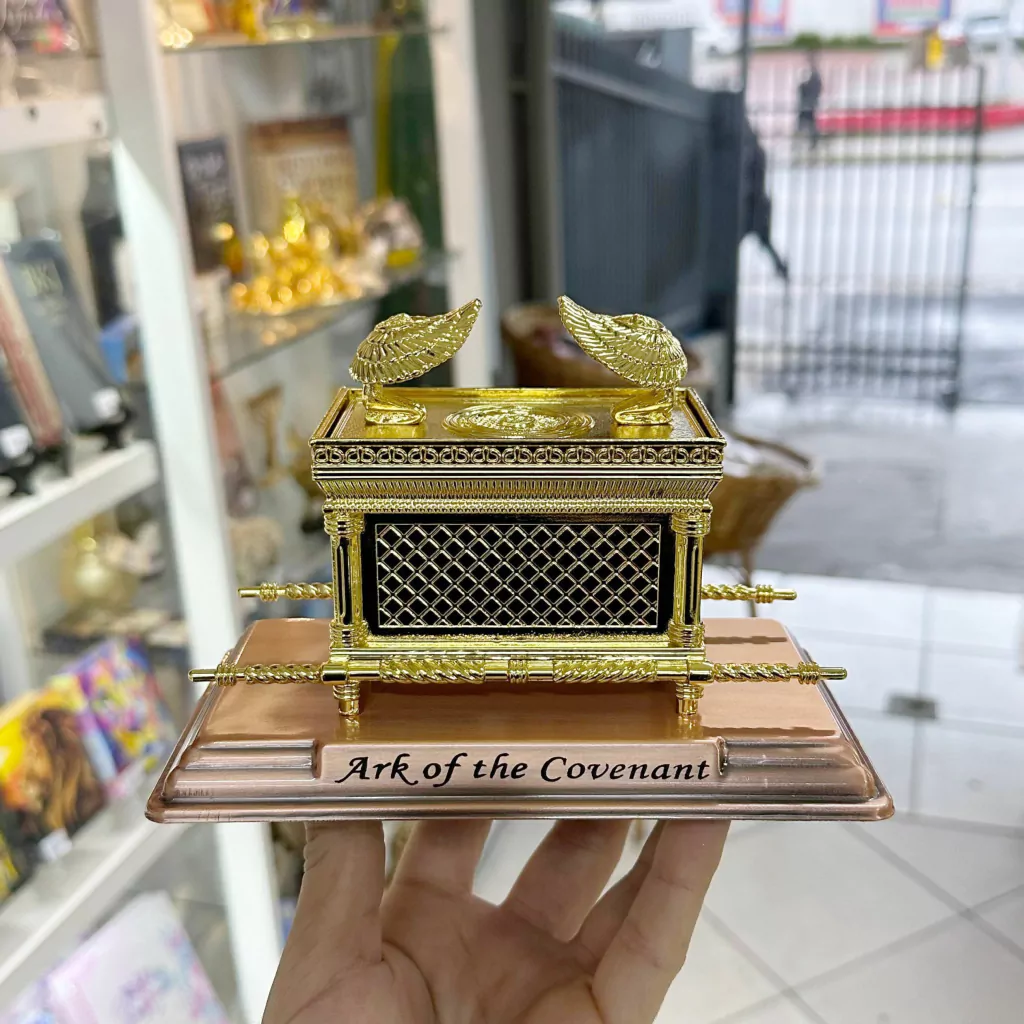 Ark of the Covenant